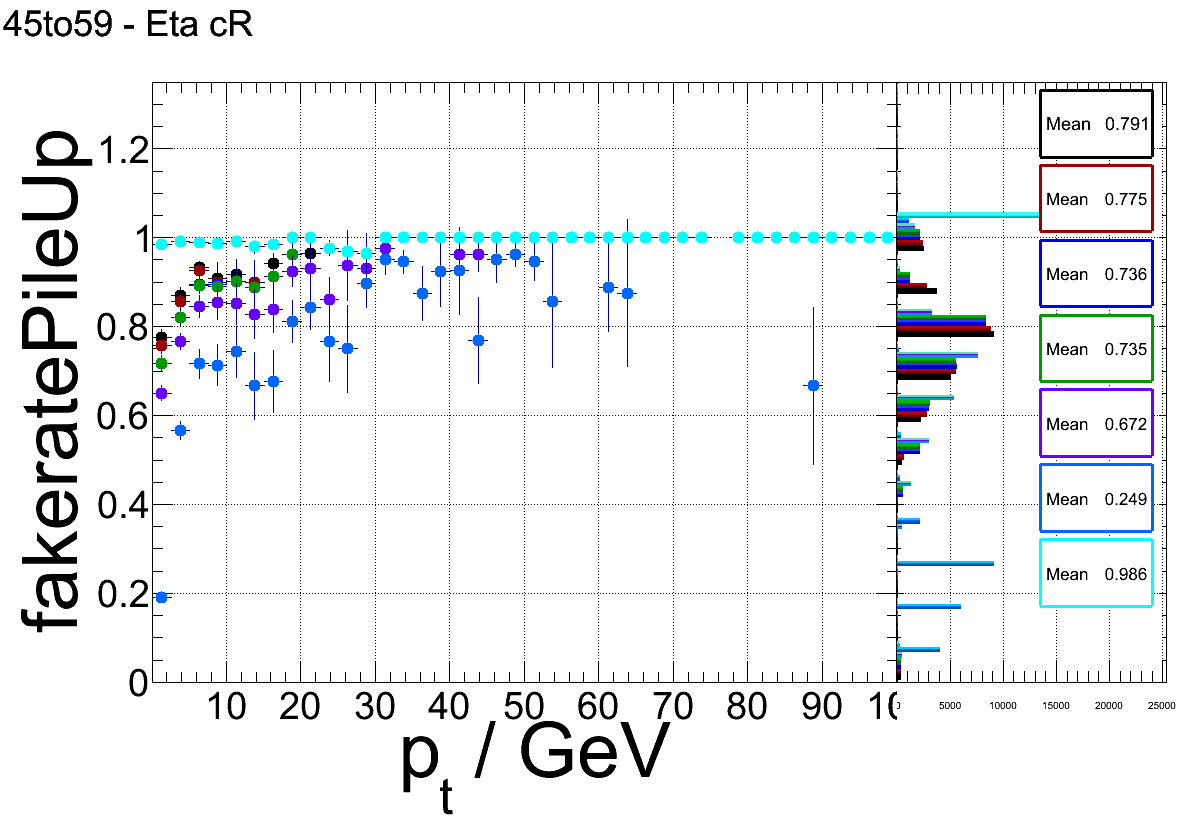 45to59 - Eta cR
fakeratePileUp
1.2
1
0.8
0.6
0.4
0.2
0
10 20 30 40 50 60 70 80 90
p_t / GeV
5000 10000 15000 20000 25000
Mean 0.791
Mean 0.775
Mean 0.736
Mean 0.735
Mean 0.672
Mean 0.249
Mean 0.986